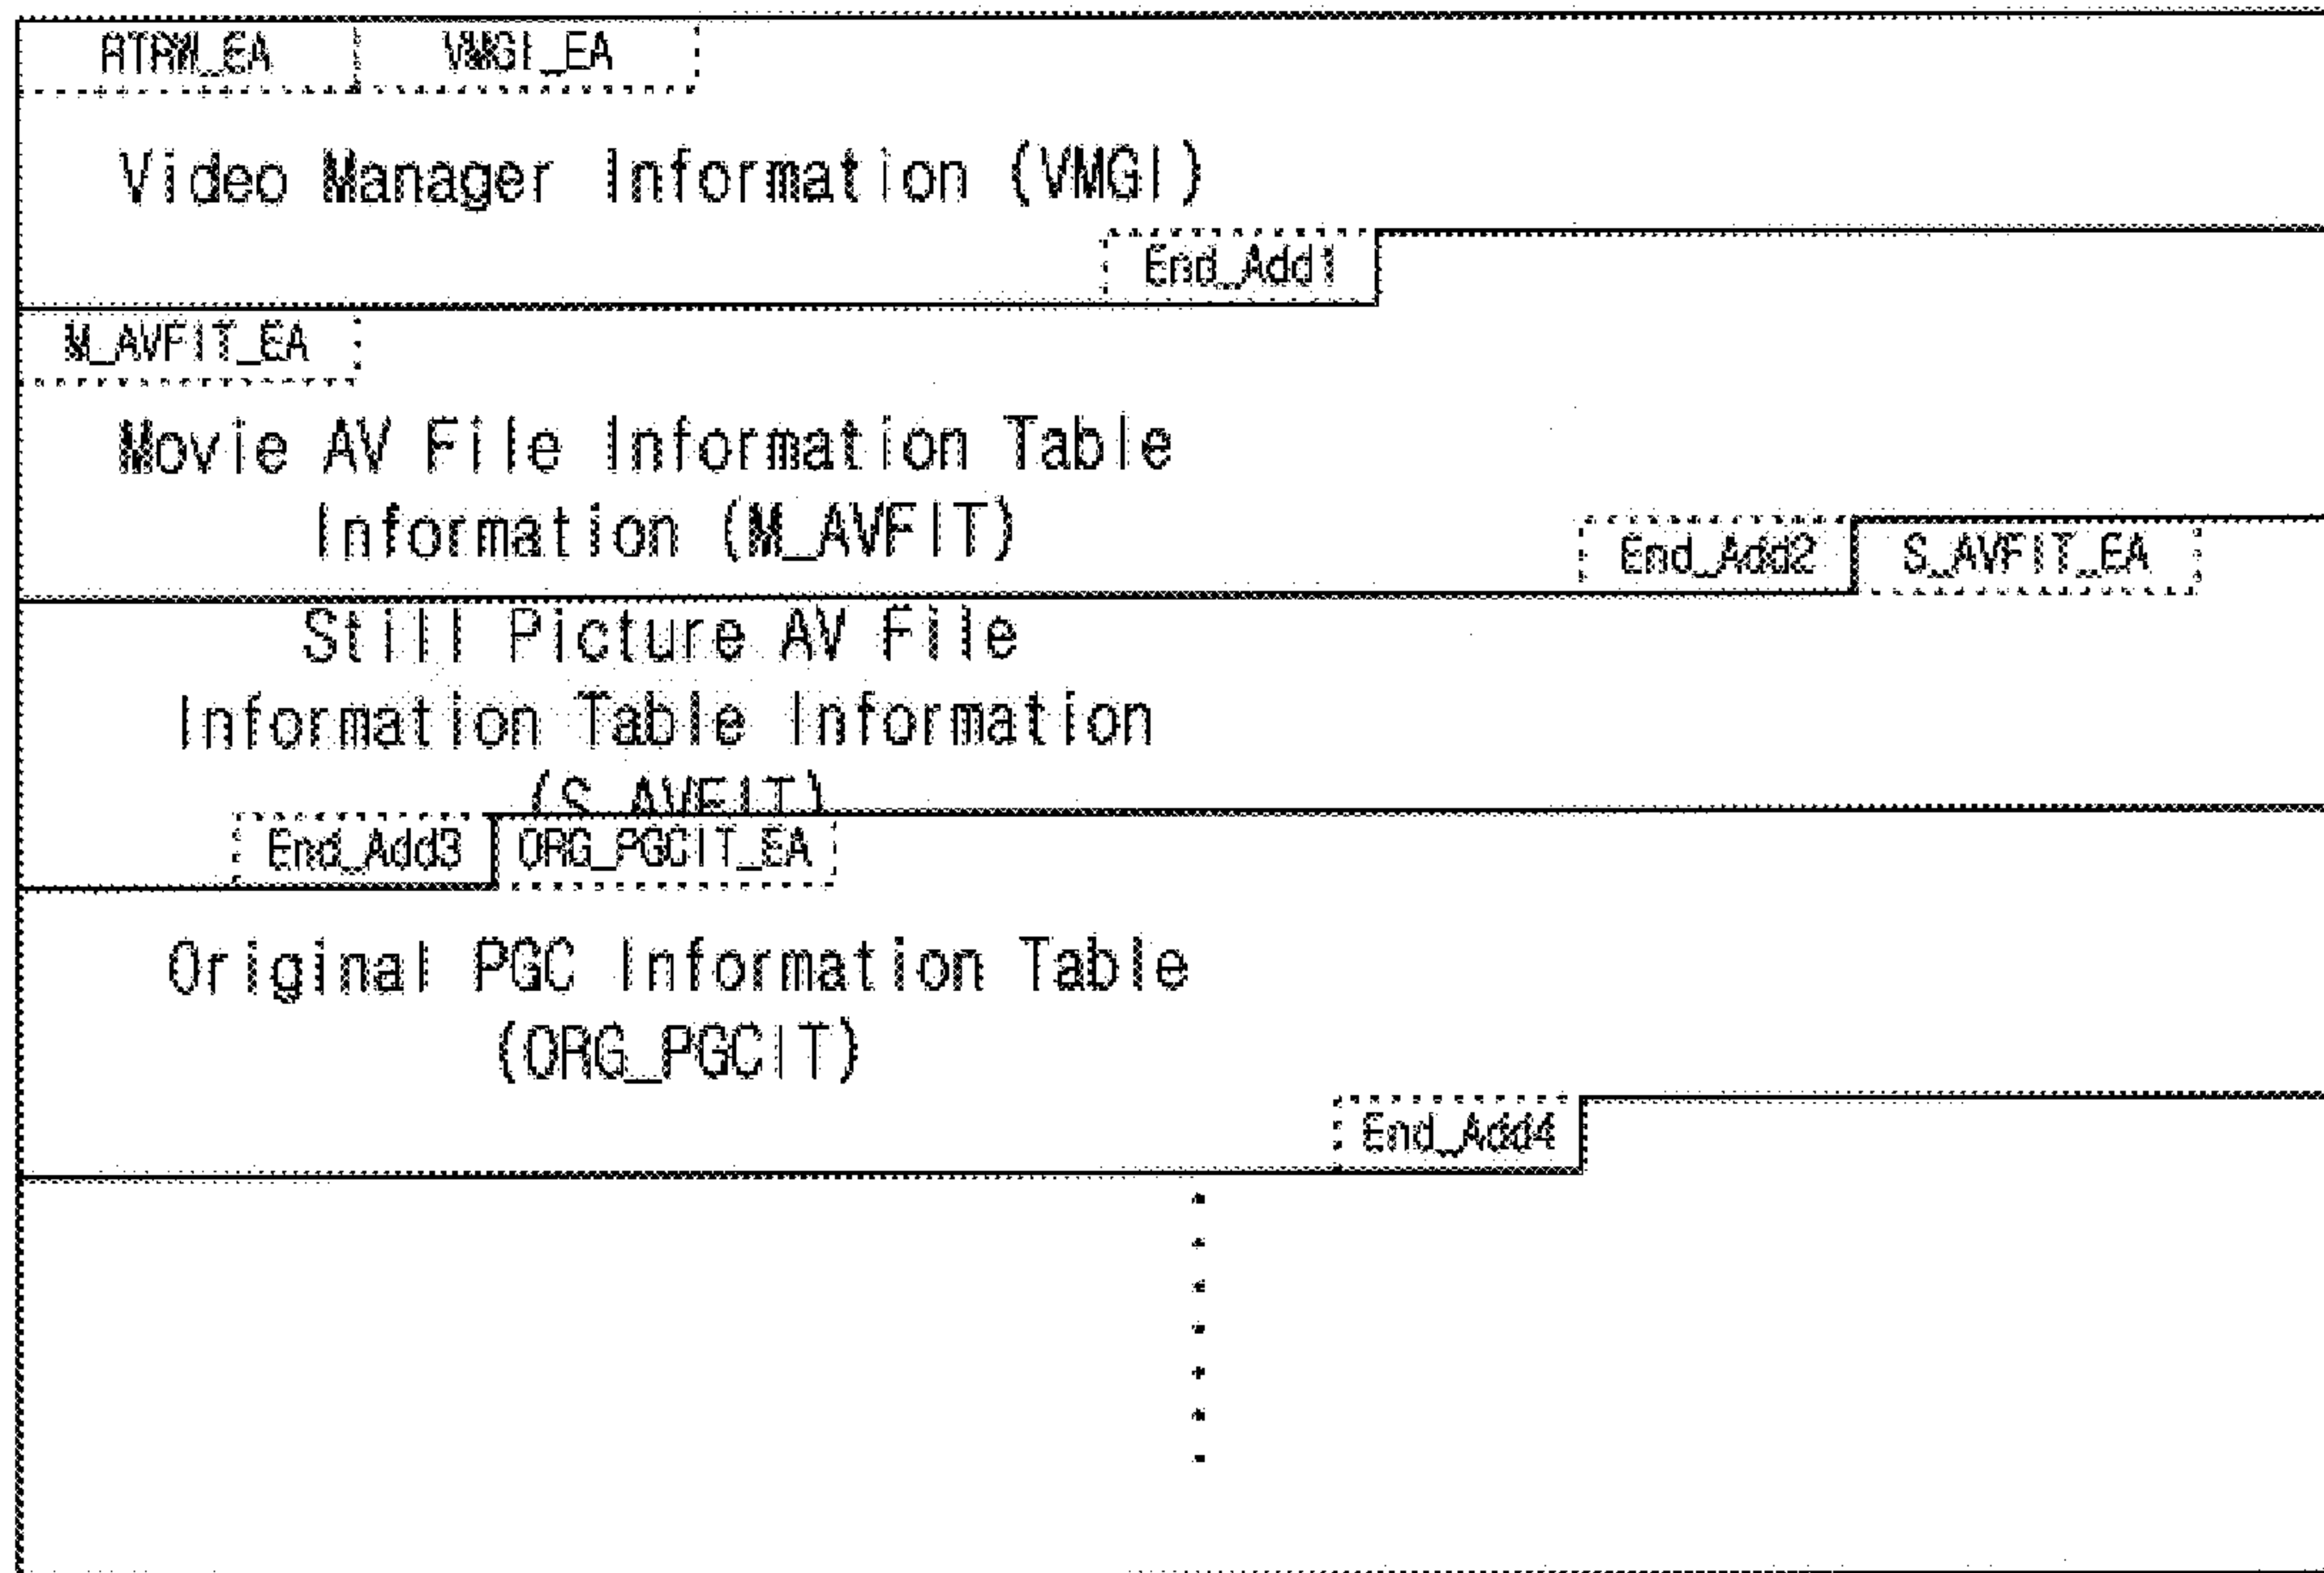 RTRW_EA VMGI_EA
Video Manager Information (VMGI)
End_Add1
M_AVFIT_EA
Movie AV File Information Table
Information (M_AVFIT)
End_Add2 S_AVFIT_EA
Still Picture AV File
Information Table Information
(S_AVFIT)
End_Add3 ORG_PGCIT_EA
Original PGC Information Table
(ORG_PGCIT)
End_Add4